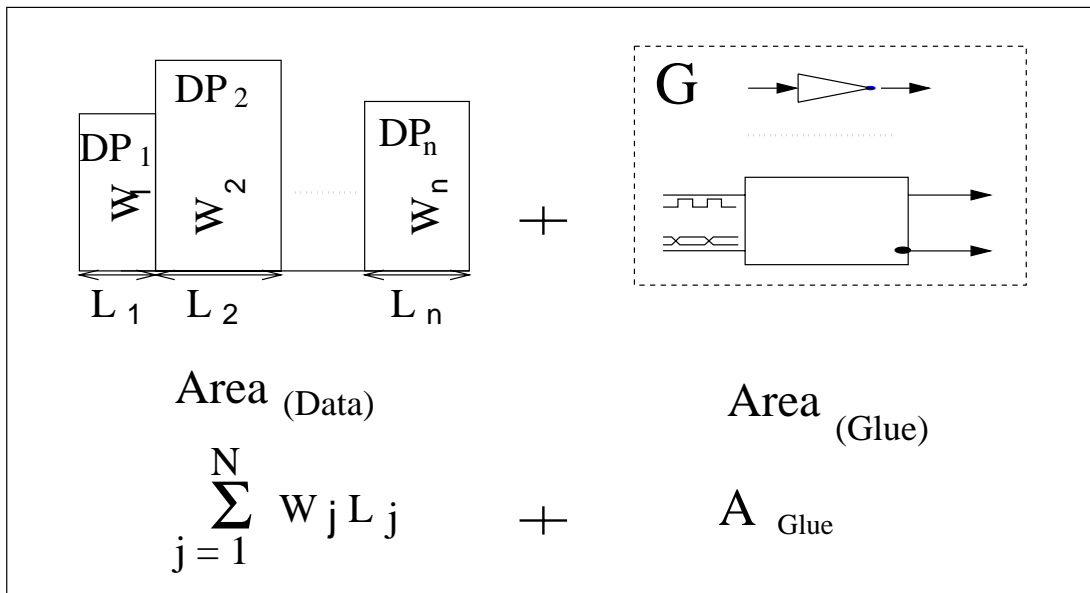 DP 1
W 1
DP 2
W 2
DP n
W n
L 1
L 2
L n
+
G
Area (Data)
Area (Glue)
N
Σ W j L j
j = 1
+
A Glue